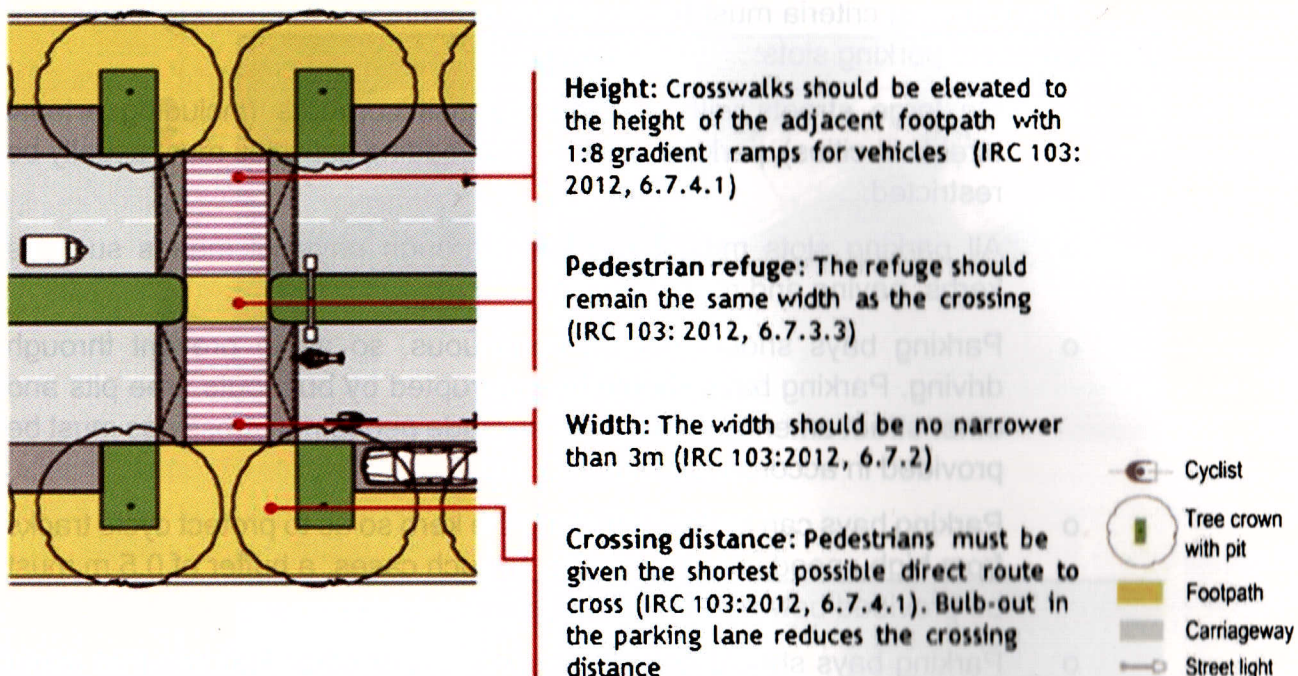 Height: Crosswalks should be elevated to
the height of the adjacent footpath with
1:8 gradient ramps for vehicles (IRC 103:
2012, 6.7.4.1)
Pedestrian refuge: The refuge should
remain the same width as the crossing
(IRC 103: 2012, 6.7.3.3)
Width: The width should be no narrower
than 3m (IRC 103:2012, 6.7.2)
Crossing distance: Pedestrians must be
given the shortest possible direct route to
cross (IRC 103:2012, 6.7.4.1). Bulb-out in
the parking lane reduces the crossing
distance
Cyclist
Tree crown
with pit
Footpath
Carriageway
Street light